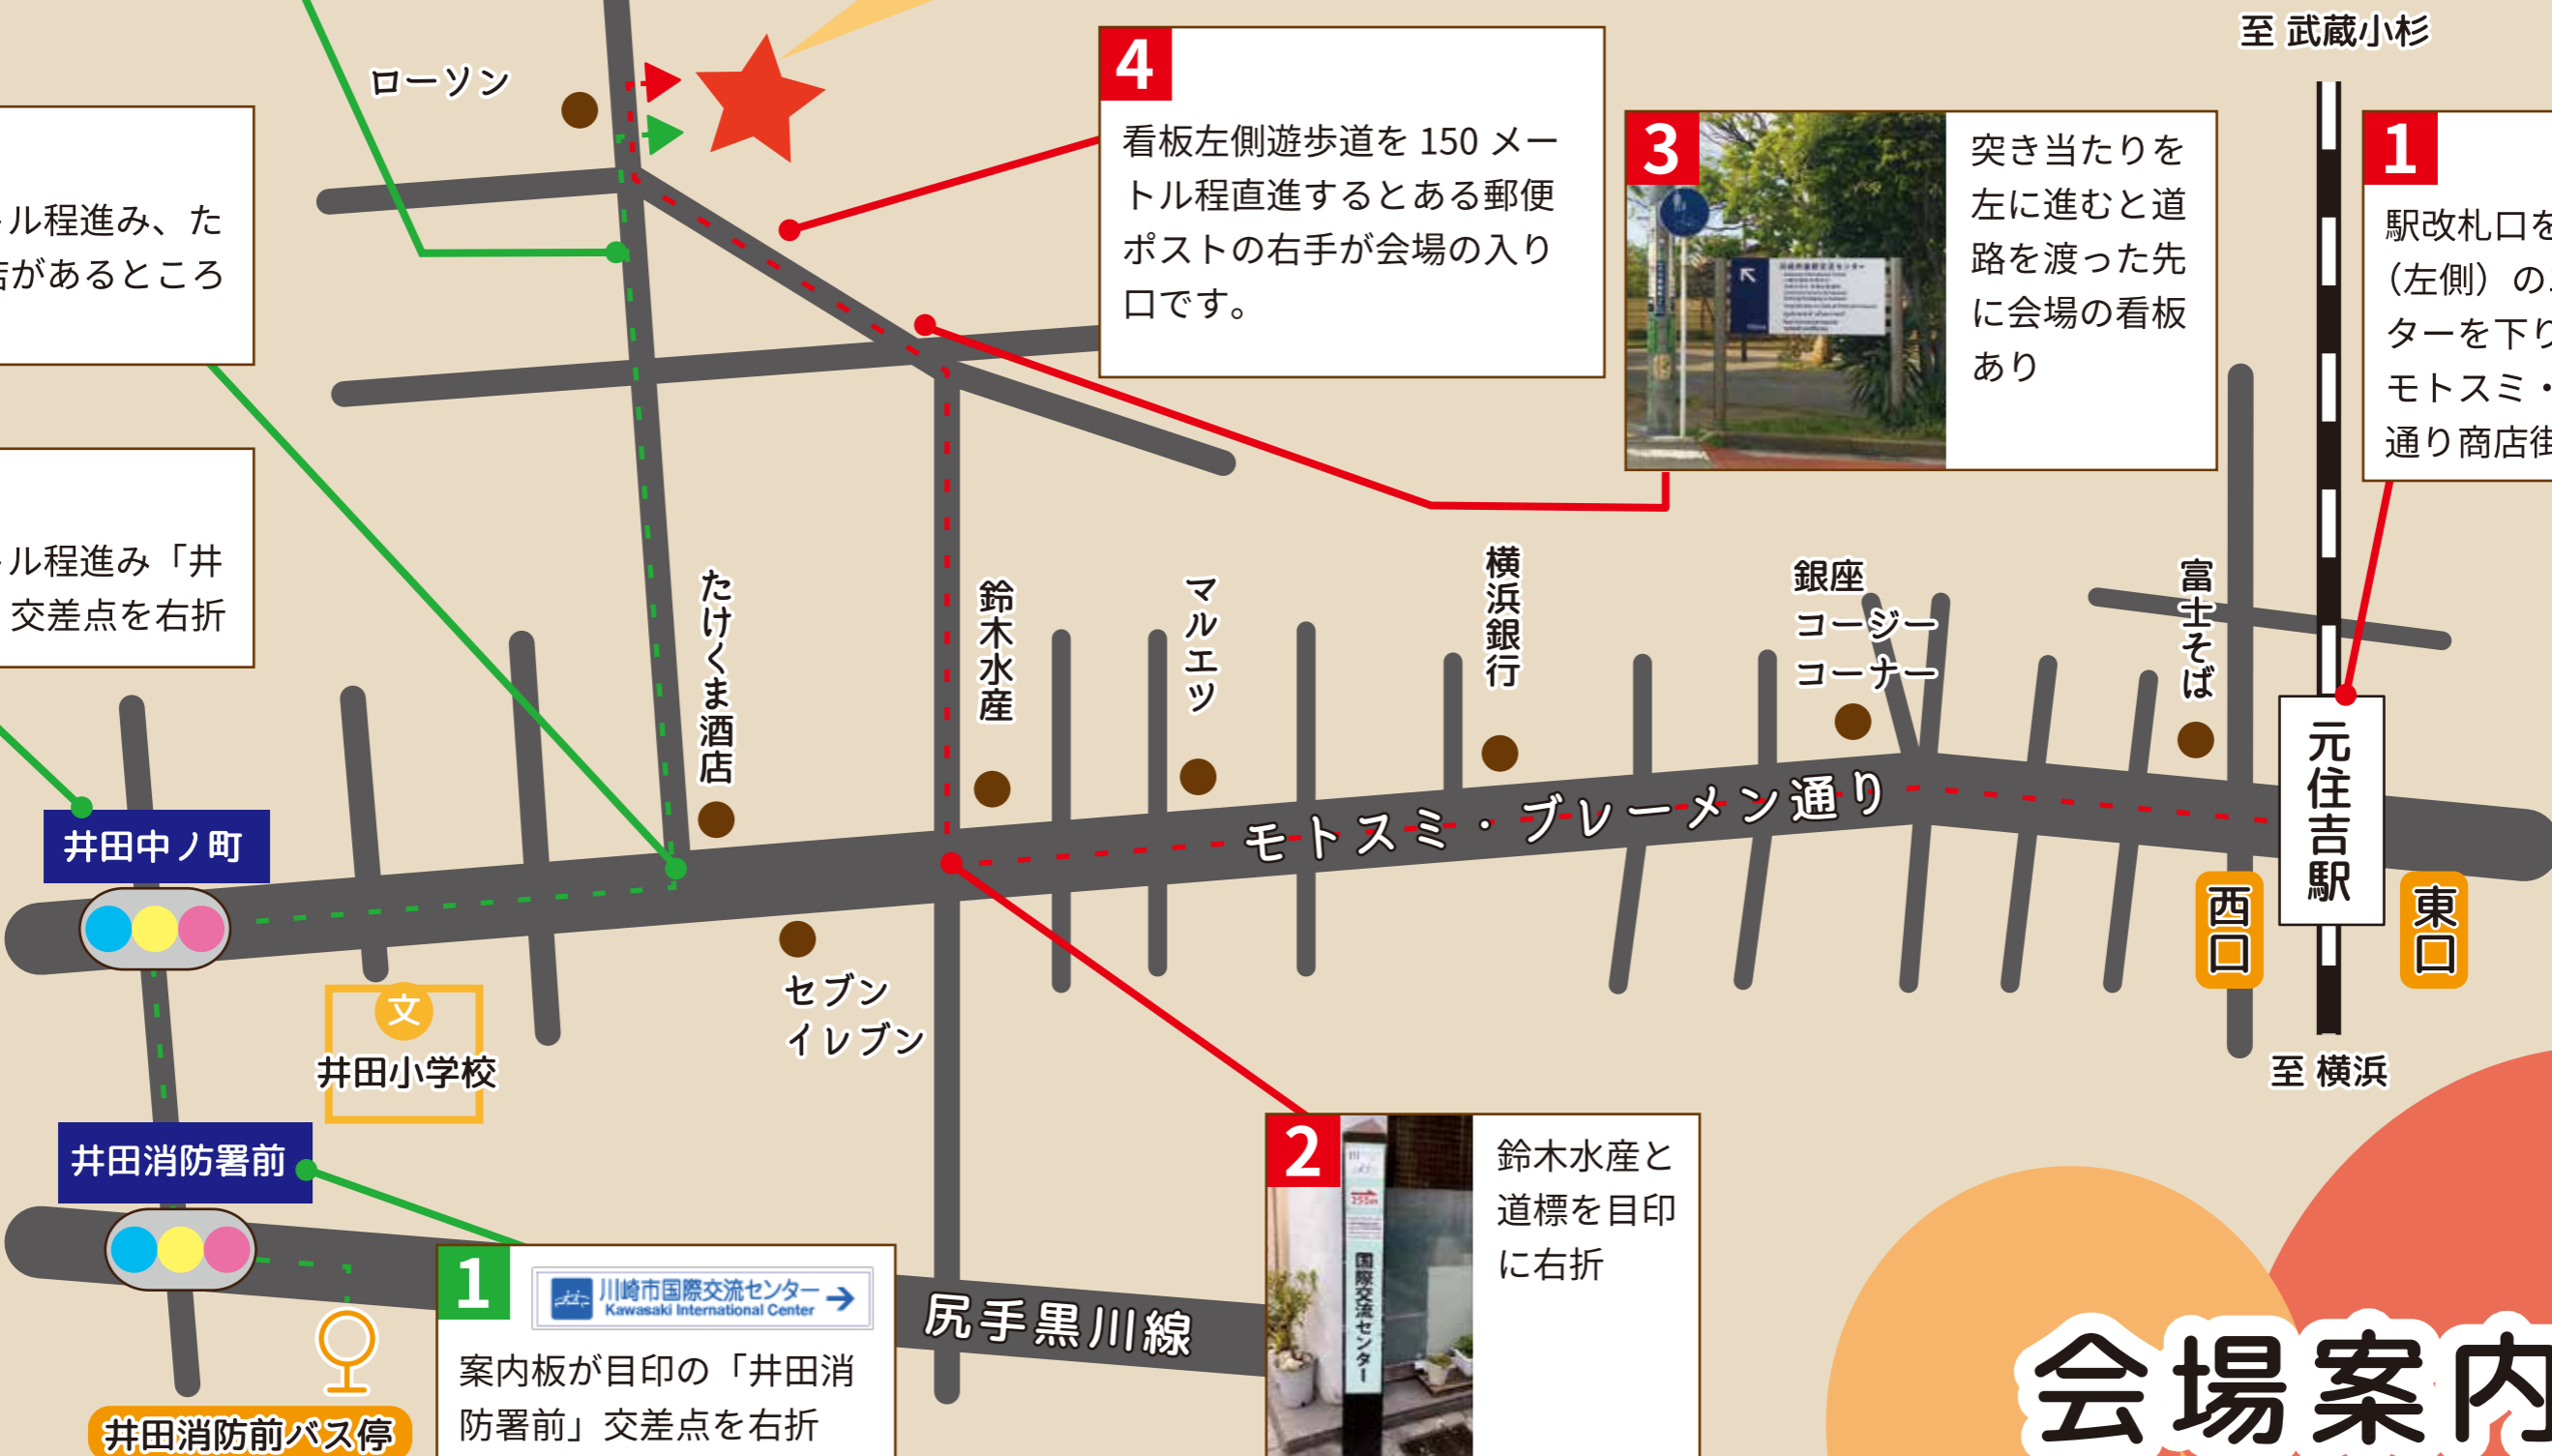 至 武蔵小杉
ローソン
4
看板左側遊歩道を 150 メー
トル程直進するとある郵便
ポストの右手が会場の入り
口です。
3
突き当たりを
左に進むと道
路を渡った先
に会場の看板
あり
1
駅改札口を
（左側）の
ターを下り
モトスミ・
通り商店街
ル程進み、た
店があるところ
ル程進み「井
交差点を右折
たけくま酒店
鈴木水産
マルエツ
横浜銀行
銀座
コージー
コーナー
富士そば
元住吉駅
西口
東口
至 横浜
モトスミ・ブレーメン通り
井田中ノ町
文
井田小学校
セブン
イレブン
井田消防署前
1
川崎市国際交流センター
Kawasaki International Center
案内板が目印の「井田消
防署前」交差点を右折
尻手黒川線
2
250m
国際交流センター
鈴木水産と
道標を目印
に右折
井田消防前バス停
会場案内